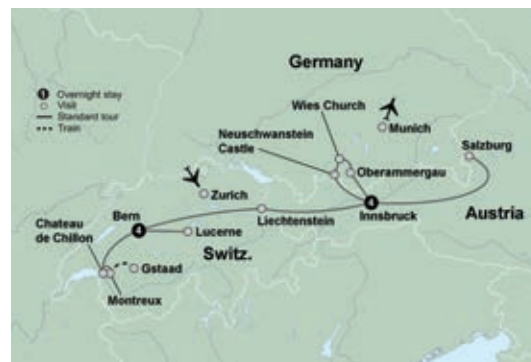 Germany
1 Overnight stay
Visit
Standard tour
Train
Wies Church
Munich
Neuschwanstein
Castle
Salzburg
Oberammergau
Zurich
Bern
4
Liechtenstein
4
Innsbruck
Austria
Chateau
de Chillon
Lucerne
Switz.
Gstaad
Montreux